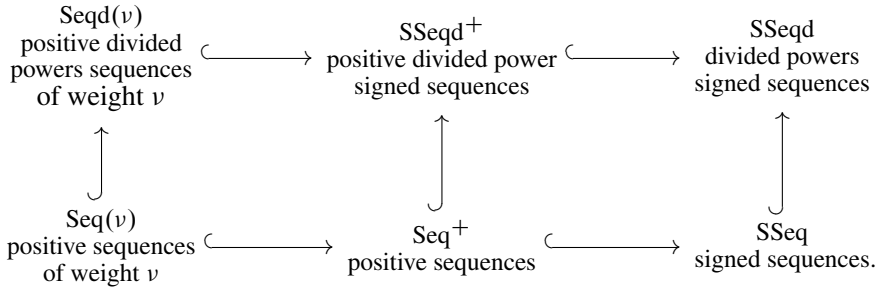 Seqd(ν)
positive divided
powers sequences
of weight ν
SSeqd⁺
positive divided power
signed sequences
SSeqd
divided powers
signed sequences
Seq(ν)
positive sequences
of weight ν
Seq⁺
positive sequences
SSeq
signed sequences.